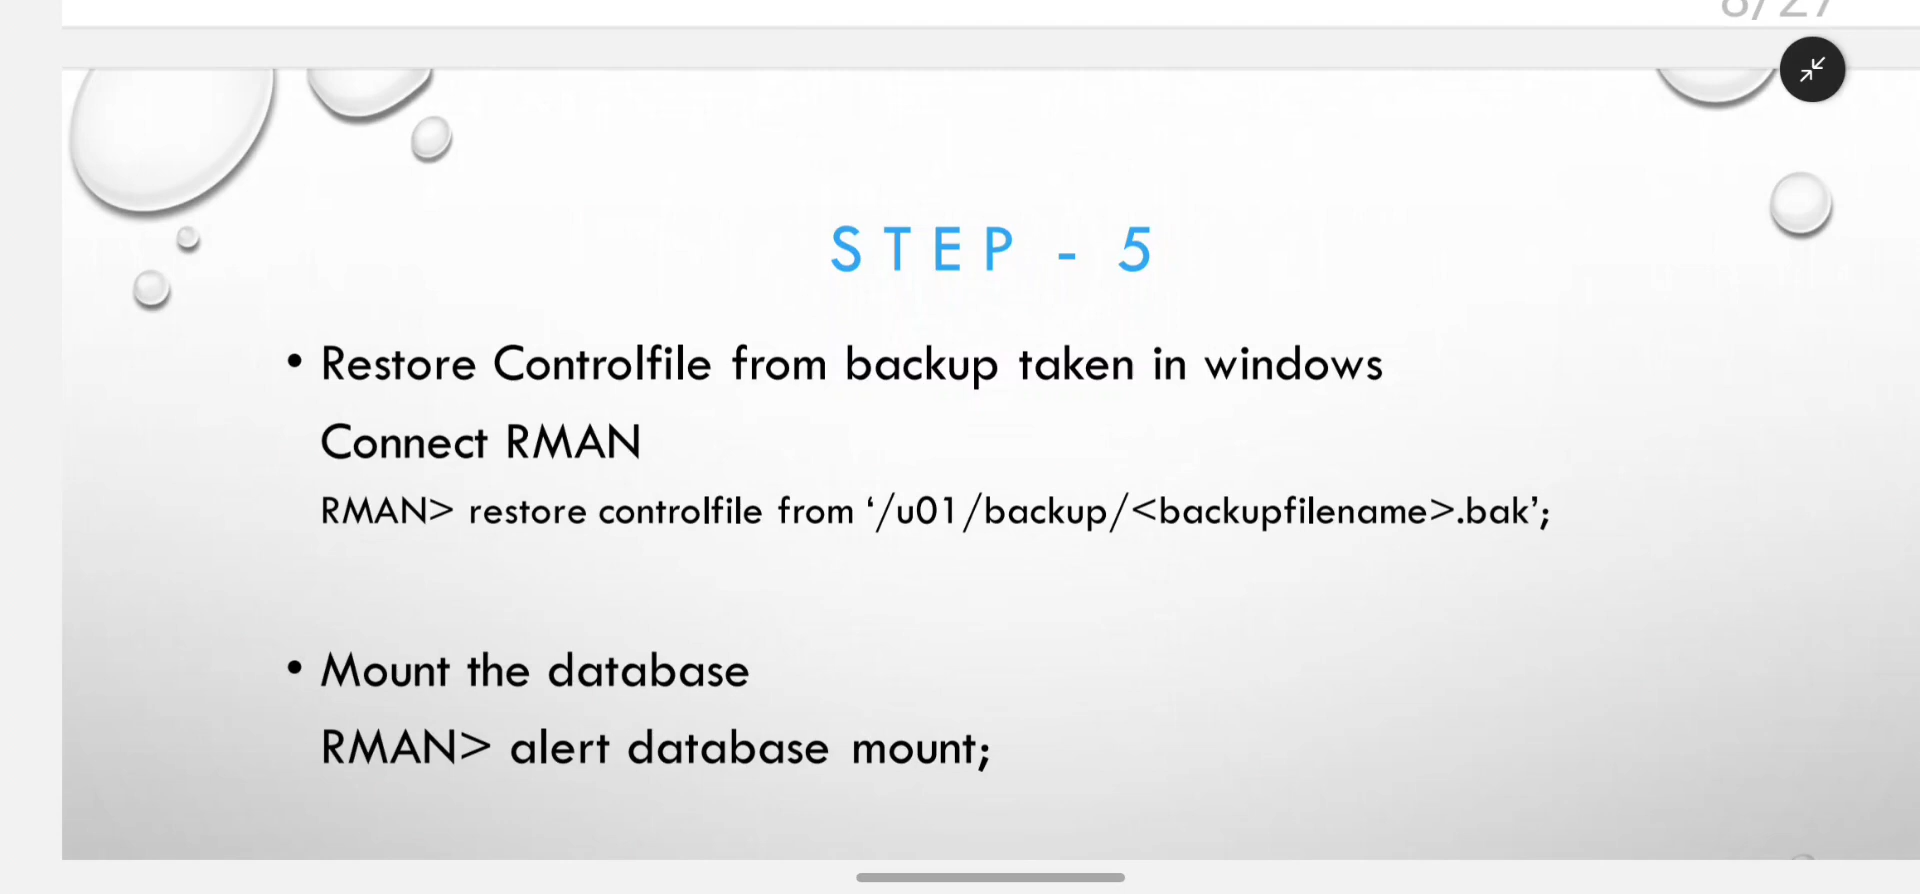 STEP - 5
• Restore Controlfile from backup taken in windows
Connect RMAN
RMAN> restore controlfile from ‘/u01/backup/<backupfilename>.bak’;
• Mount the database
RMAN> alert database mount;